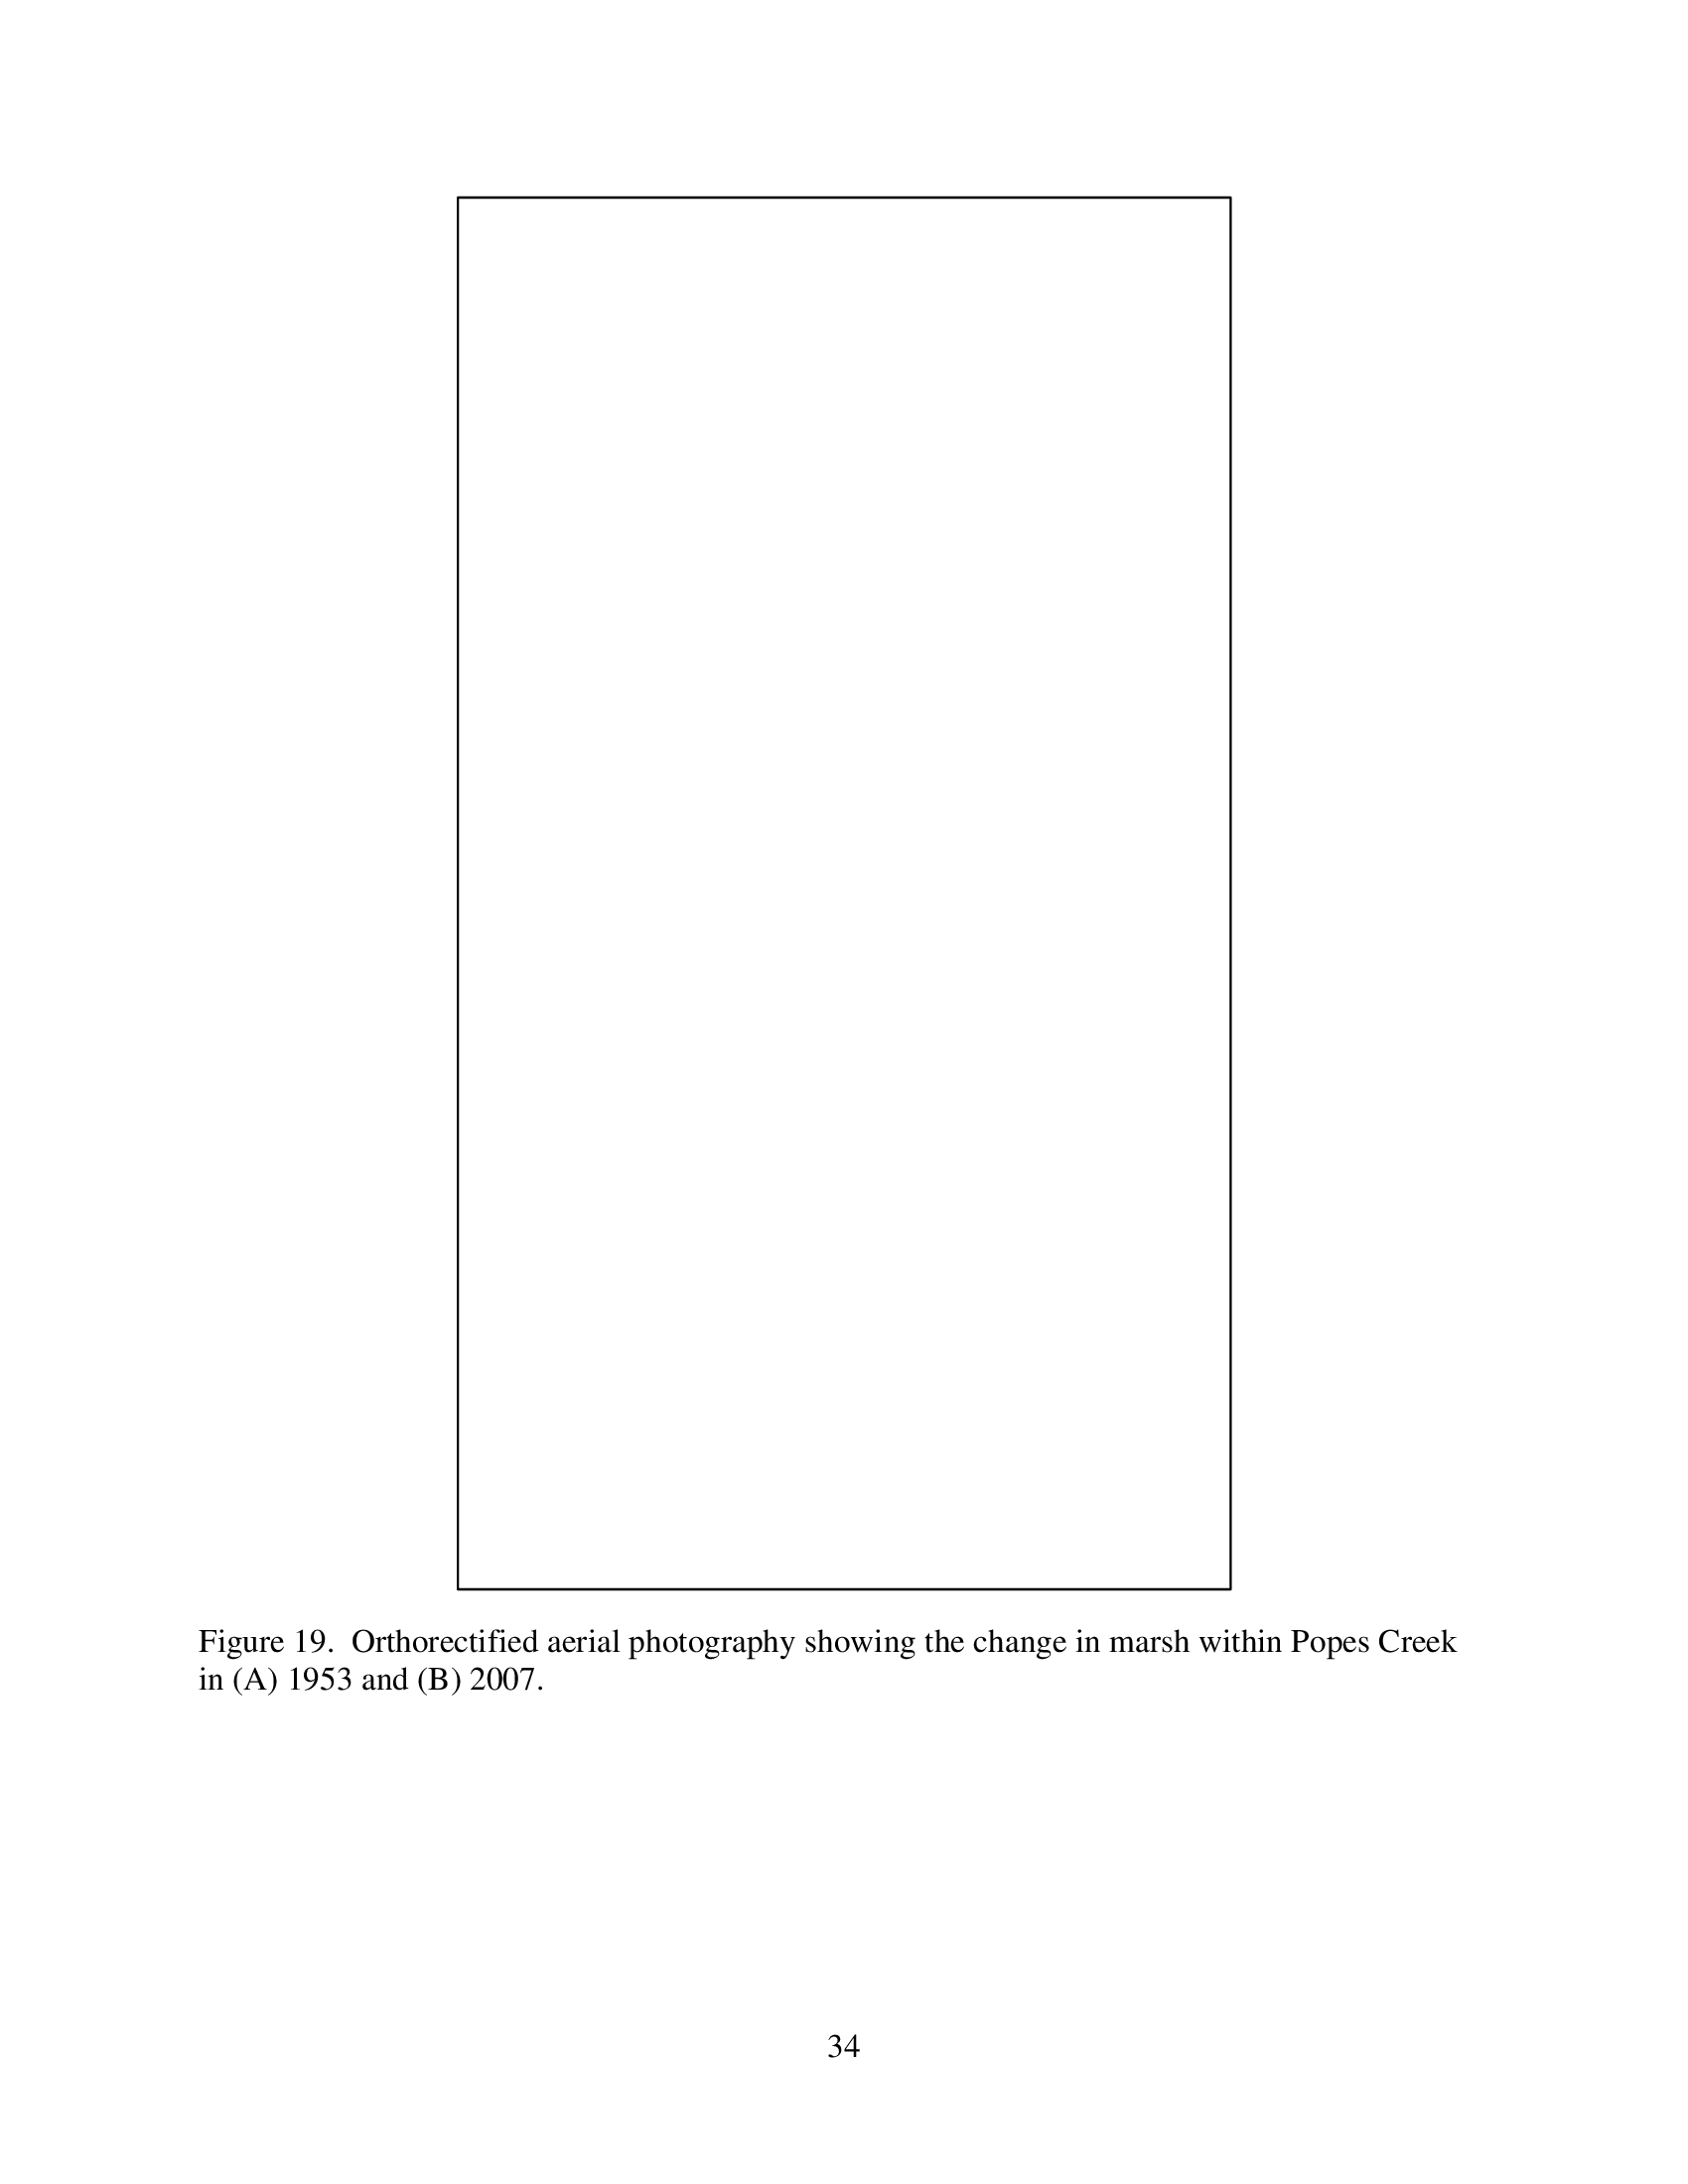 Figure 19.  Orthorectified aerial photography showing the change in marsh within Popes Creek
in (A) 1953 and (B) 2007.
34